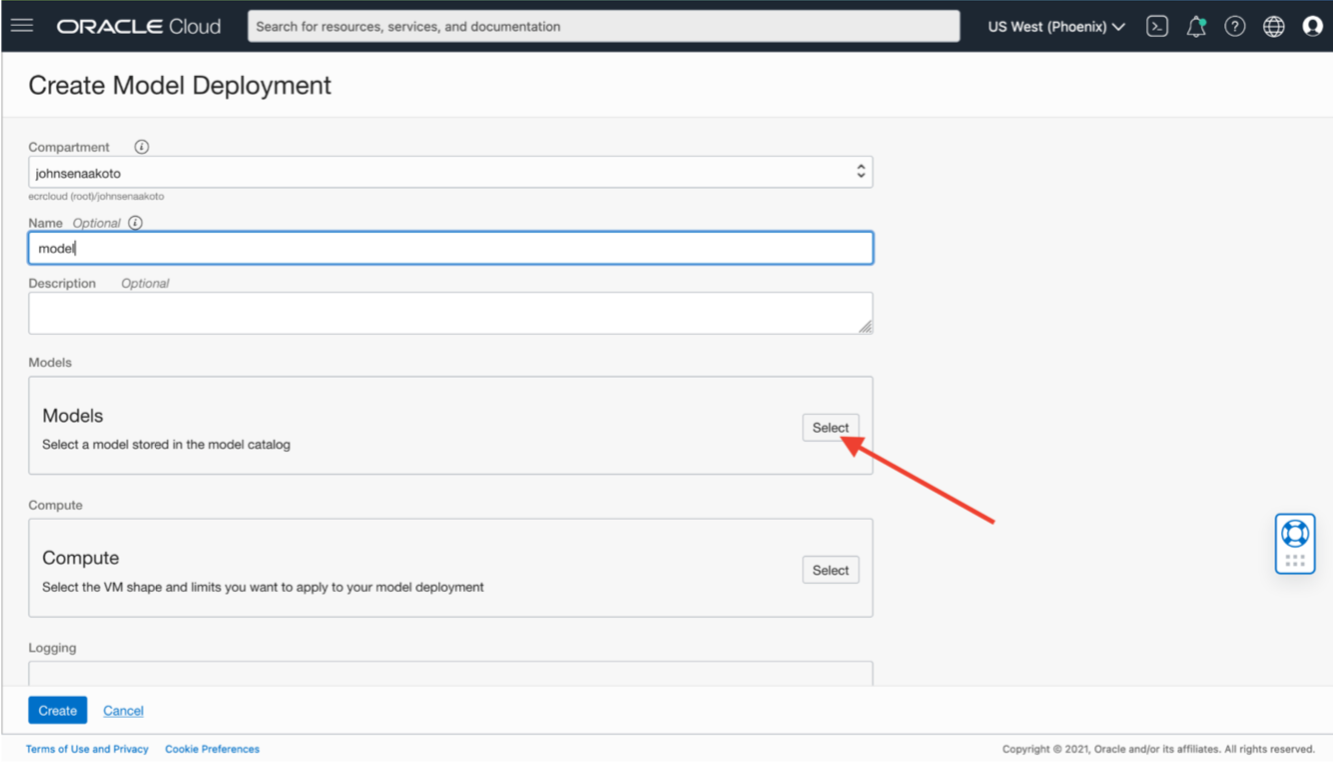 ORACLE Cloud Search for resources, services, and documentation US West (Phoenix)
Create Model Deployment
Compartment
johnsenaakoto
ecrcloud (root)/johnsenaakoto
Name Optional
model
Description Optional
Models
Models
Select a model stored in the model catalog
Select
Compute
Compute
Select the VM shape and limits you want to apply to your model deployment
Select
Logging
Create Cancel
Terms of Use and Privacy Cookie Preferences Copyright © 2021, Oracle and/or its affiliates. All rights reserved.